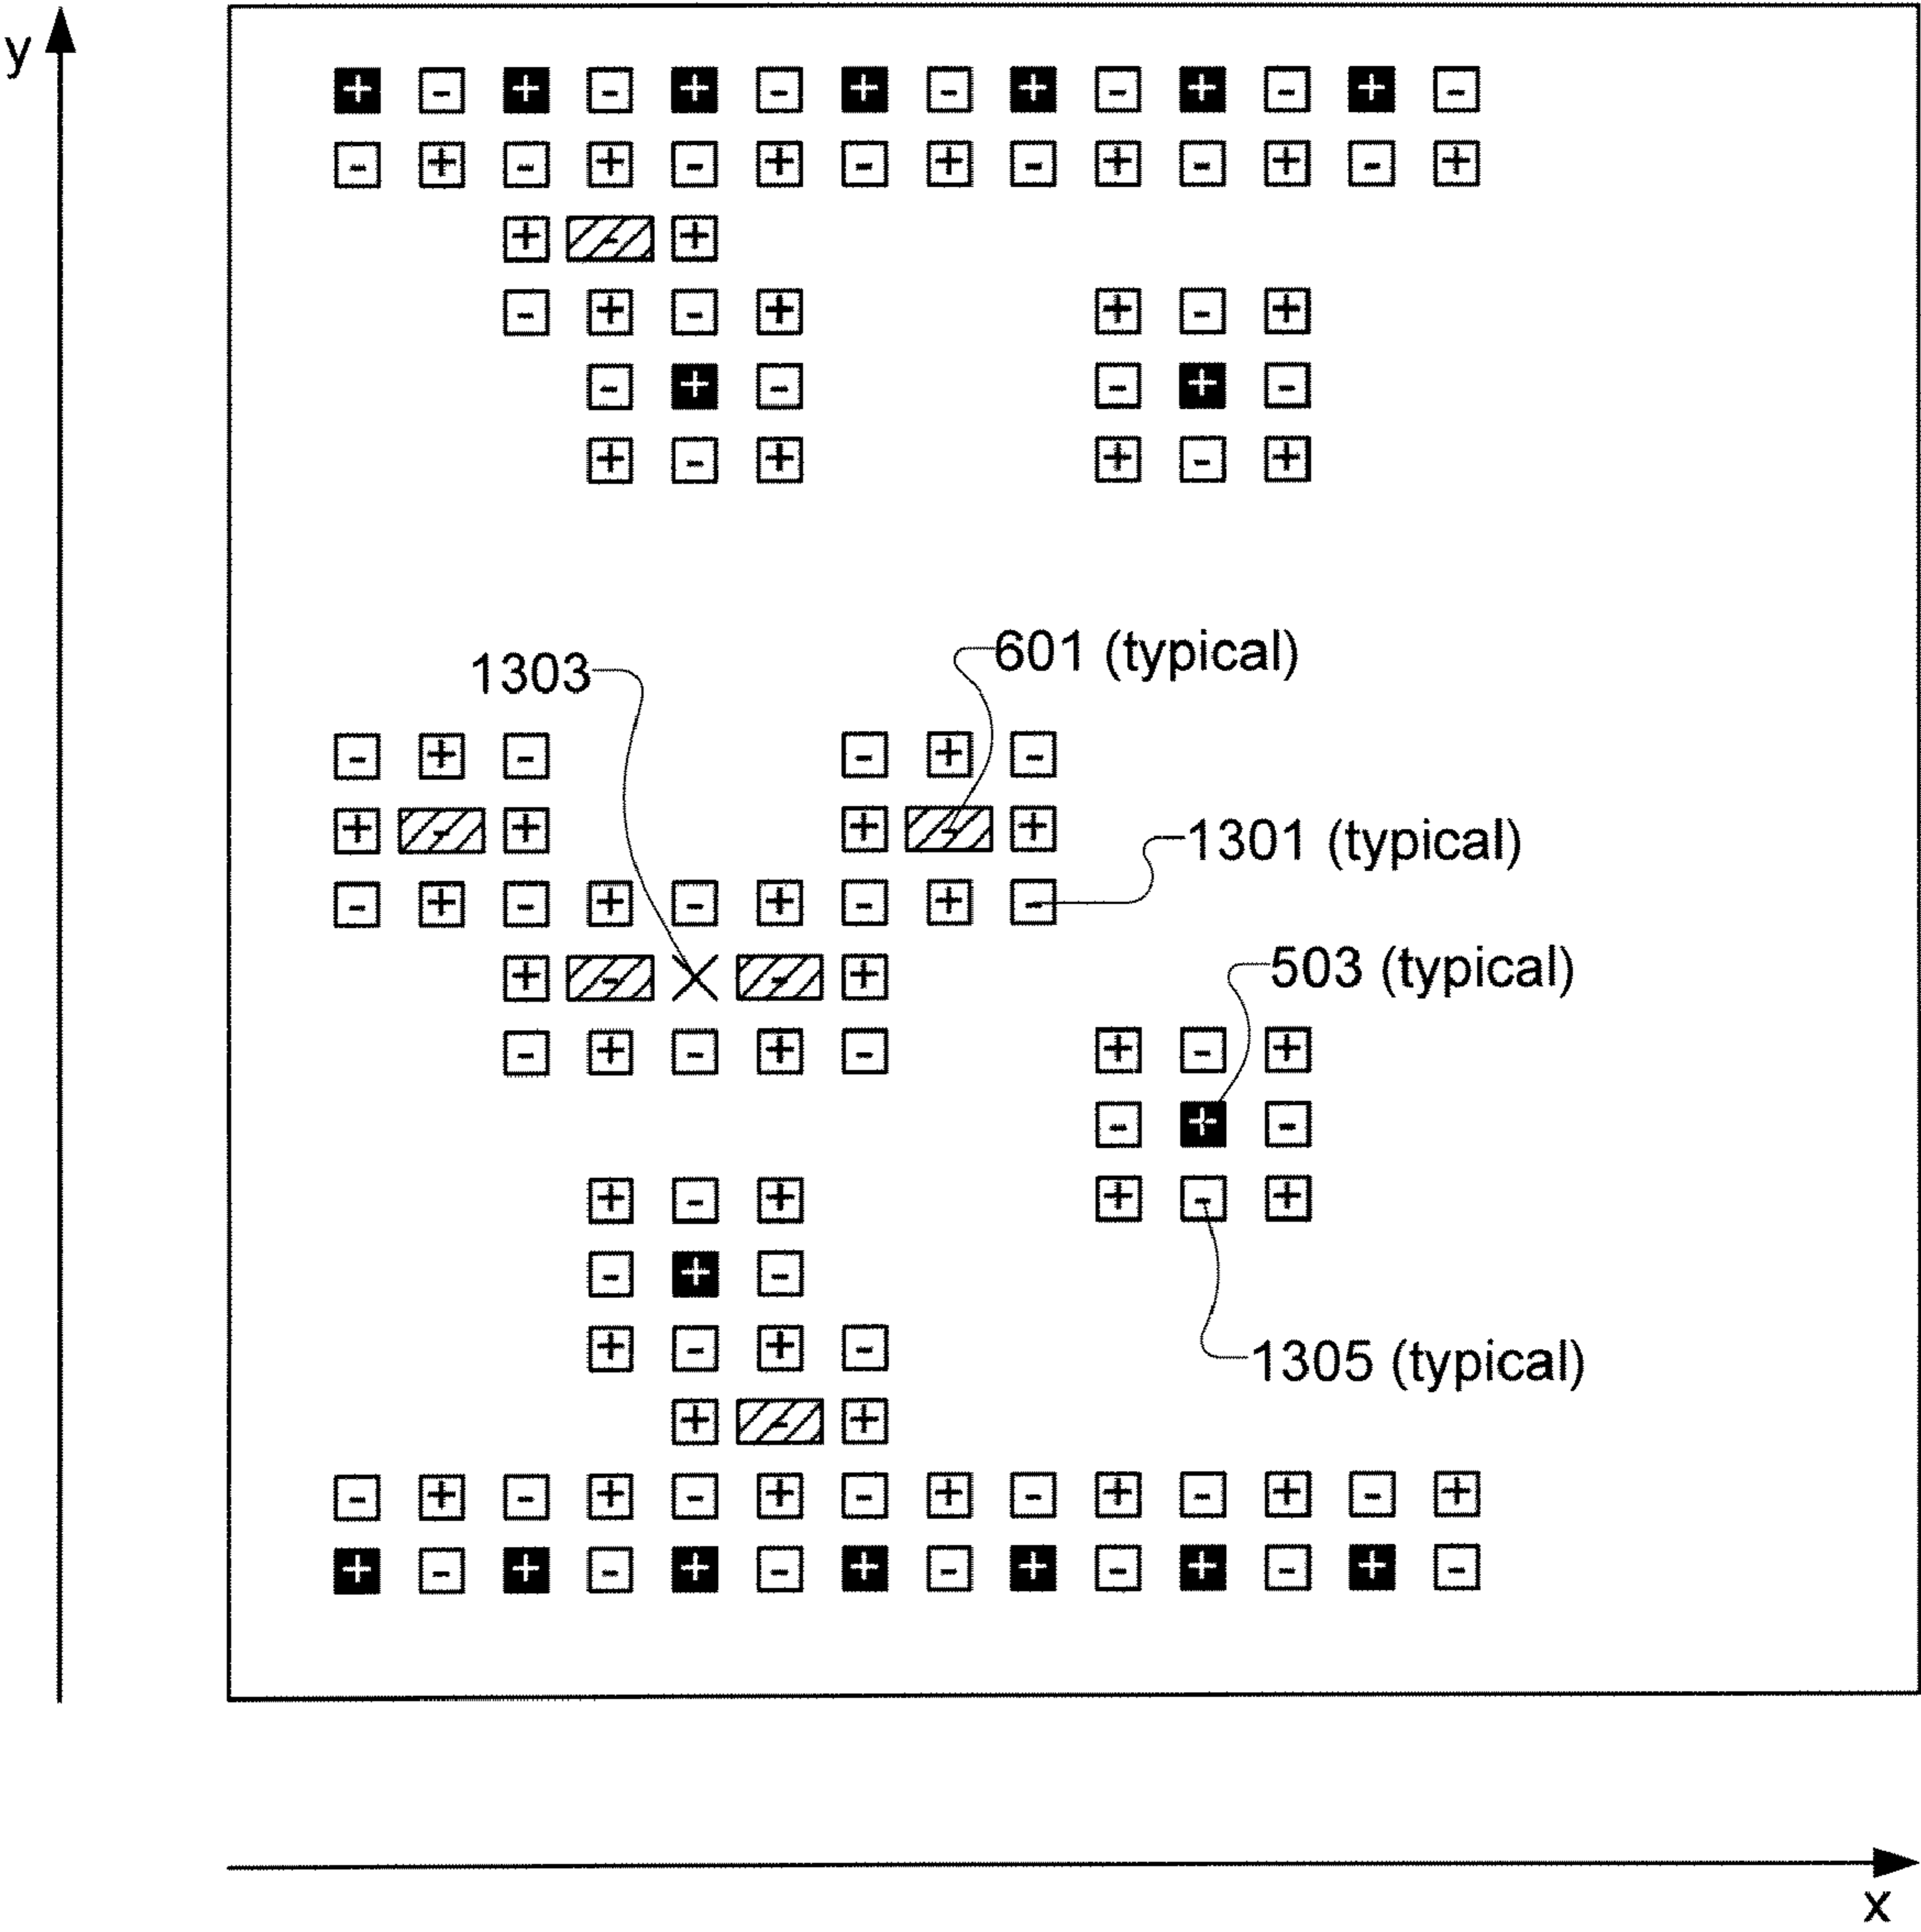 y
+ - + - + - + - + - + - + -
- + - + - + - + - + - + - +
+ - +
- + - + + - +
- + - - + -
+ - + + - +
1303 601 (typical)
- + - - + -
+ - + + - +
1301 (typical)
- + - + - + - + -
503 (typical)
+ - - +
- + - + - + - +
- + -
+ - + + - +
- + -
1305 (typical)
+ - + -
+ - +
- + - + - + - + - + - + - +
+ - + - + - + - + - + - + -
x